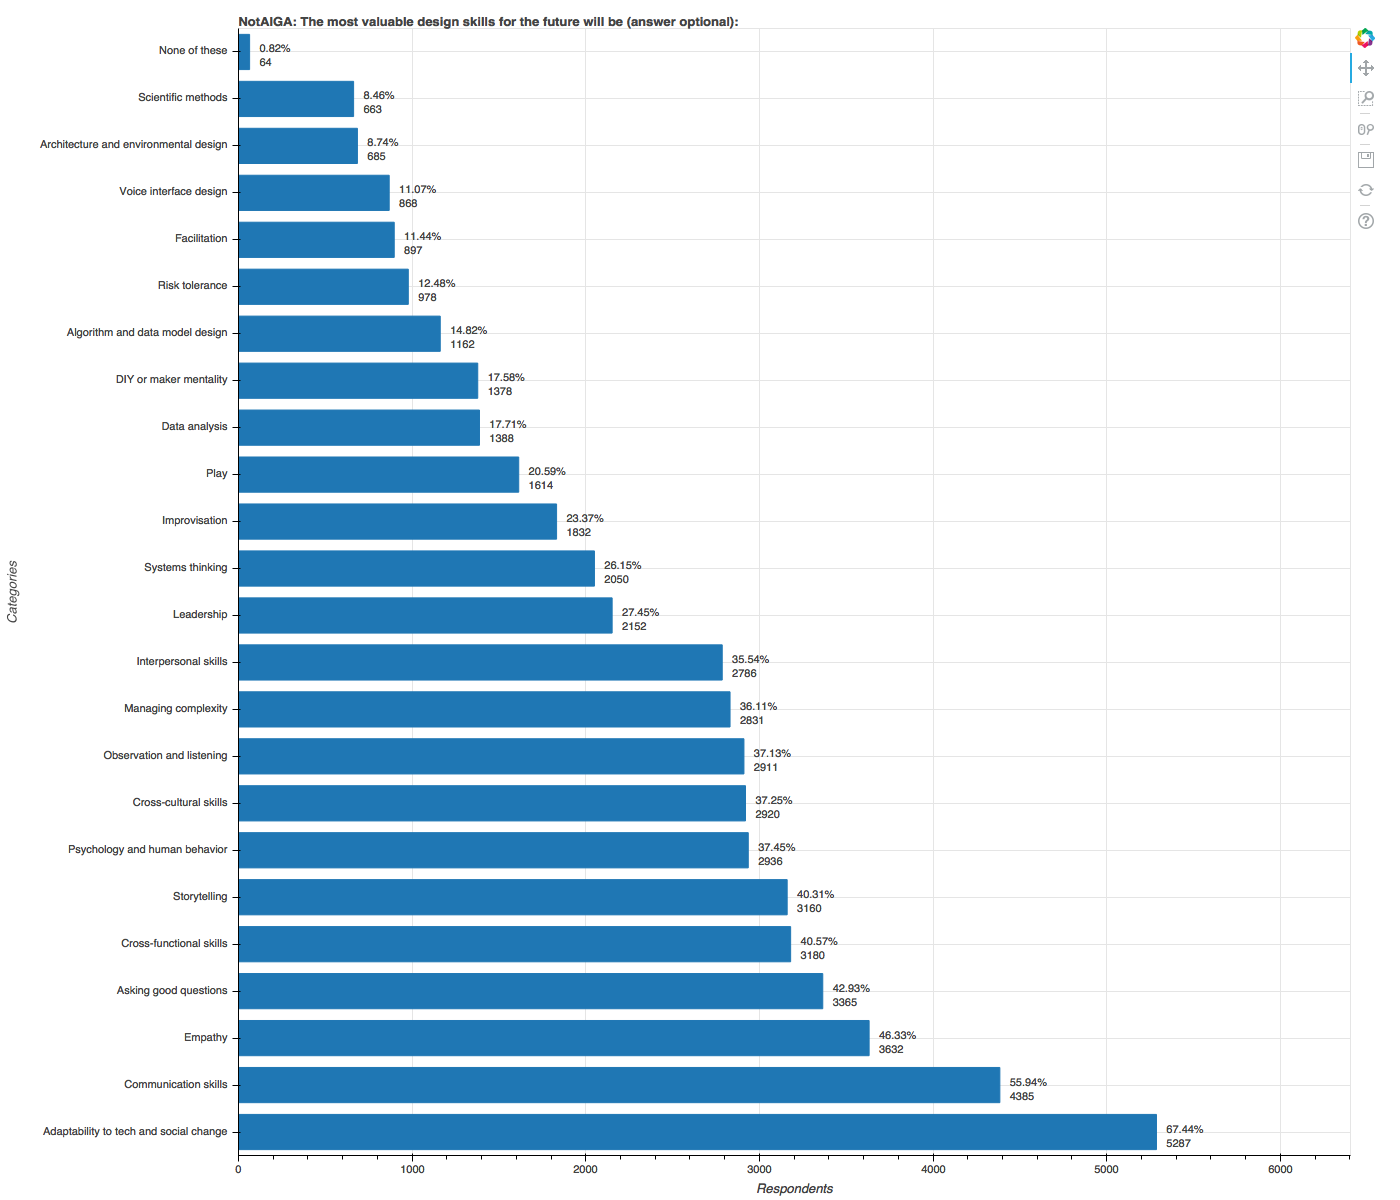 NotAIGA: The most valuable design skills for the future will be (answer optional):
None of these
0.82%
64
Scientific methods
8.46%
663
Architecture and environmental design
8.74%
685
Voice interface design
11.07%
868
Facilitation
11.44%
897
Risk tolerance
12.48%
978
Algorithm and data model design
14.82%
1162
DIY or maker mentality
17.58%
1378
Data analysis
17.71%
1388
Play
20.59%
1614
Improvisation
23.37%
1832
Systems thinking
26.15%
2050
Leadership
27.45%
2152
Interpersonal skills
35.54%
2786
Managing complexity
36.11%
2831
Observation and listening
37.13%
2911
Cross-cultural skills
37.25%
2920
Psychology and human behavior
37.45%
2936
Storytelling
40.31%
3160
Cross-functional skills
40.57%
3180
Asking good questions
42.93%
3365
Empathy
46.33%
3632
Communication skills
55.94%
4385
Adaptability to tech and social change
67.44%
5287
Categories
0 1000 2000 3000 4000 5000 6000
Respondents